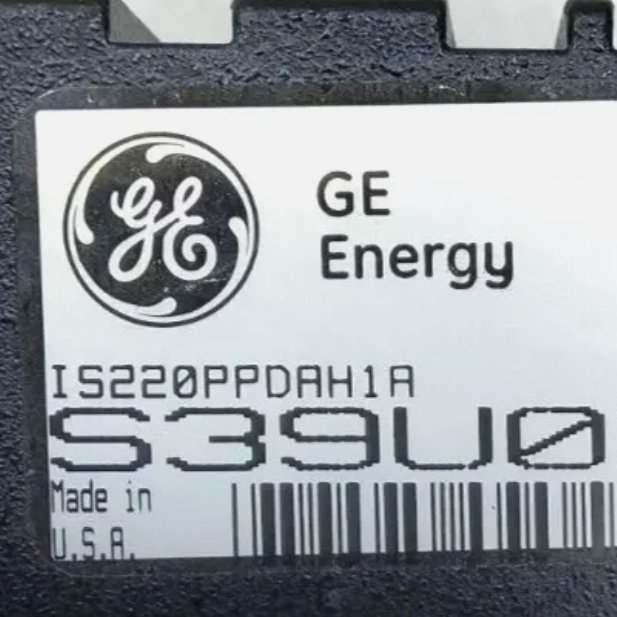 GE
GE
Energy
IS220PPDAH1A
S39U0
Made in
U.S.A.